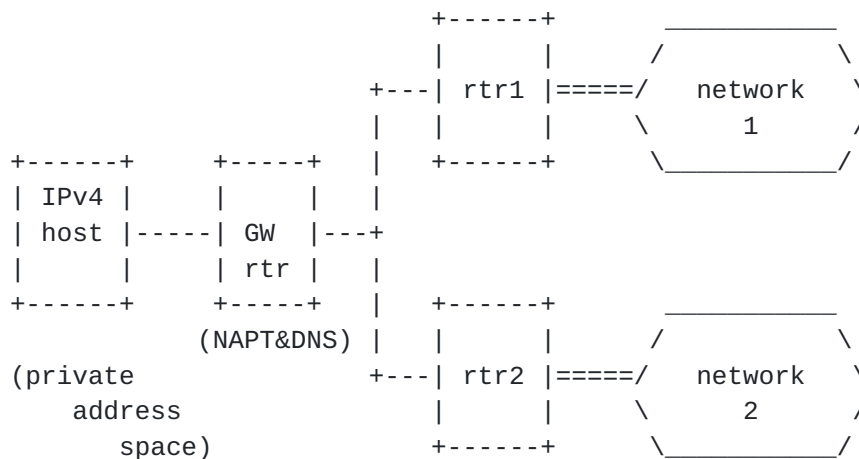 rtr1
network
1
IPv4
host
GW
rtr
(NAPT&DNS)
(private
address
space)
rtr2
network
2